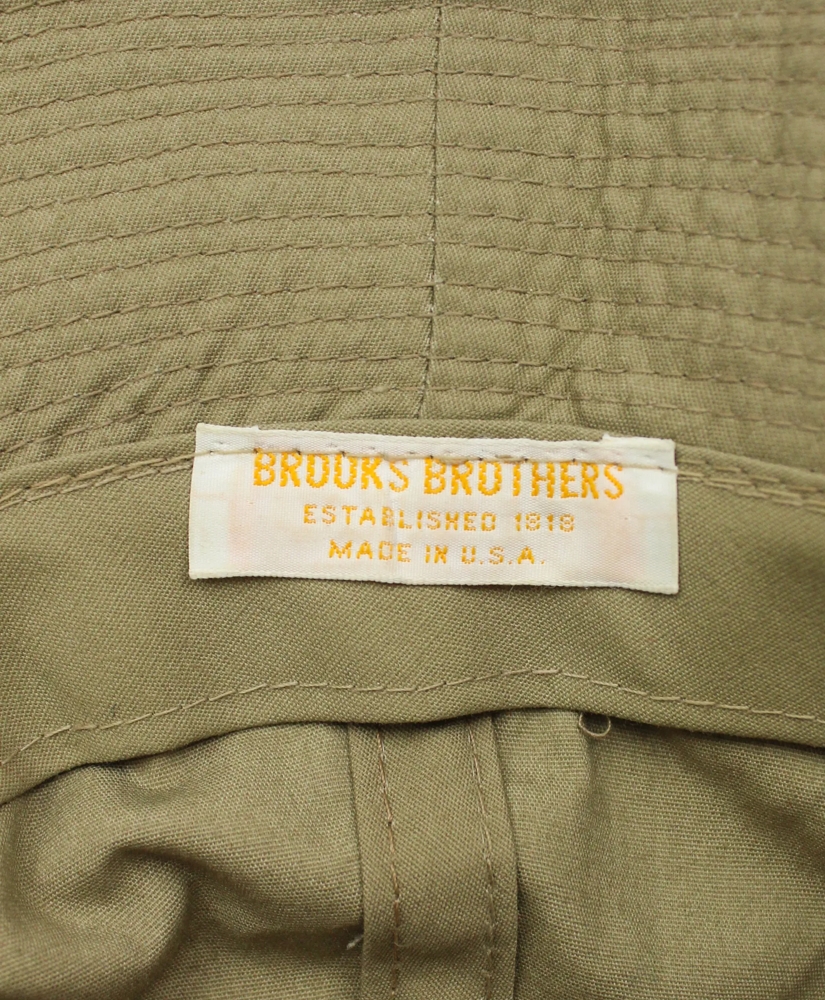 BROOKS BROTHERS
ESTABLISHED 1818
MADE IN U.S.A.